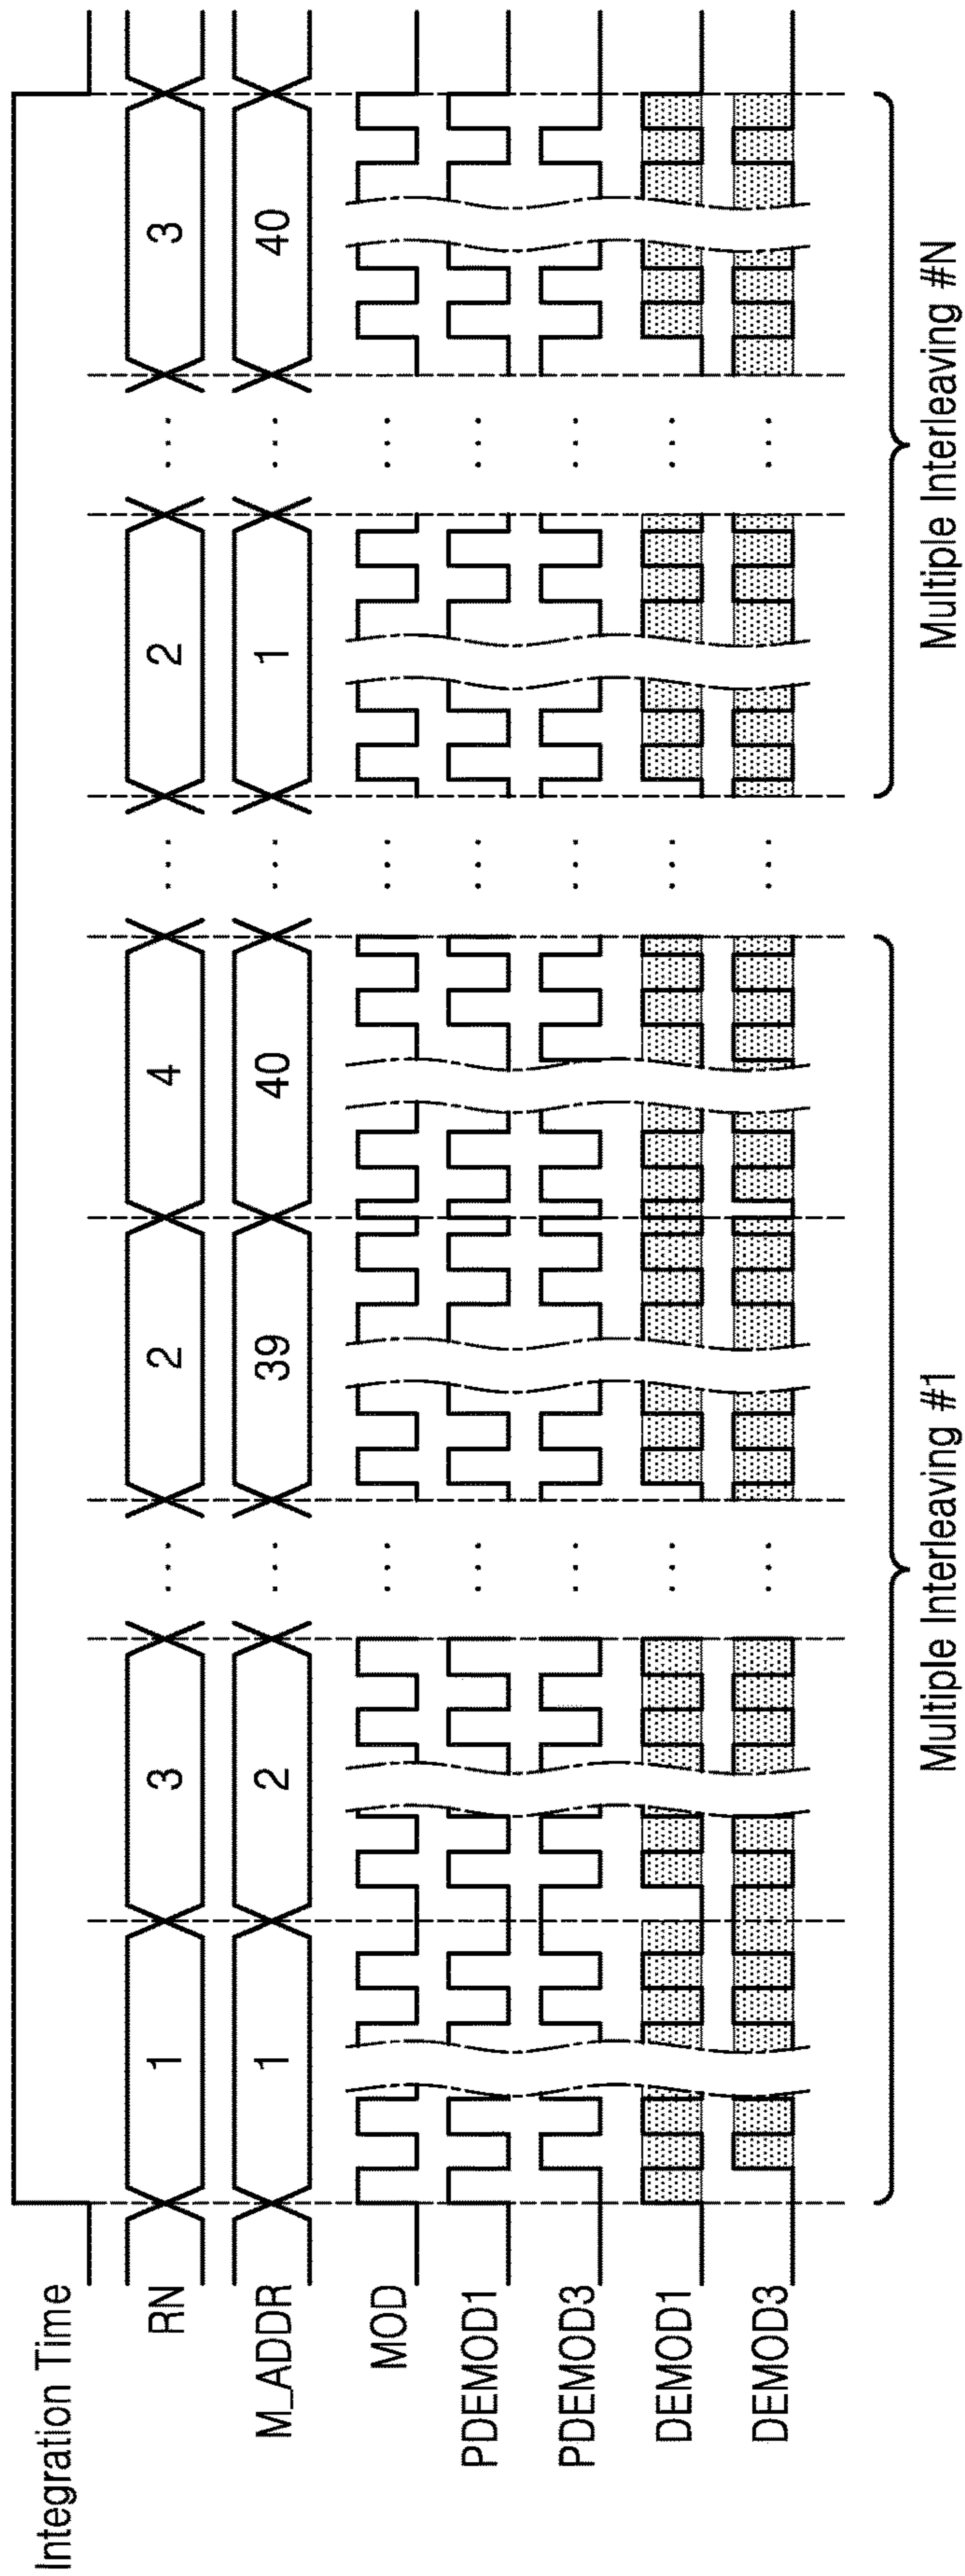 Integration Time
RN 1 3 ... 2 4 ... 2 ... 3
M_ADDR 1 2 ... 39 40 ... 1 ... 40
MOD ... ... ...
PDEMOD1 ... ... ...
PDEMOD3 ... ... ...
DEMOD1 ... ... ...
DEMOD3 ... ... ...
Multiple Interleaving #1 Multiple Interleaving #N